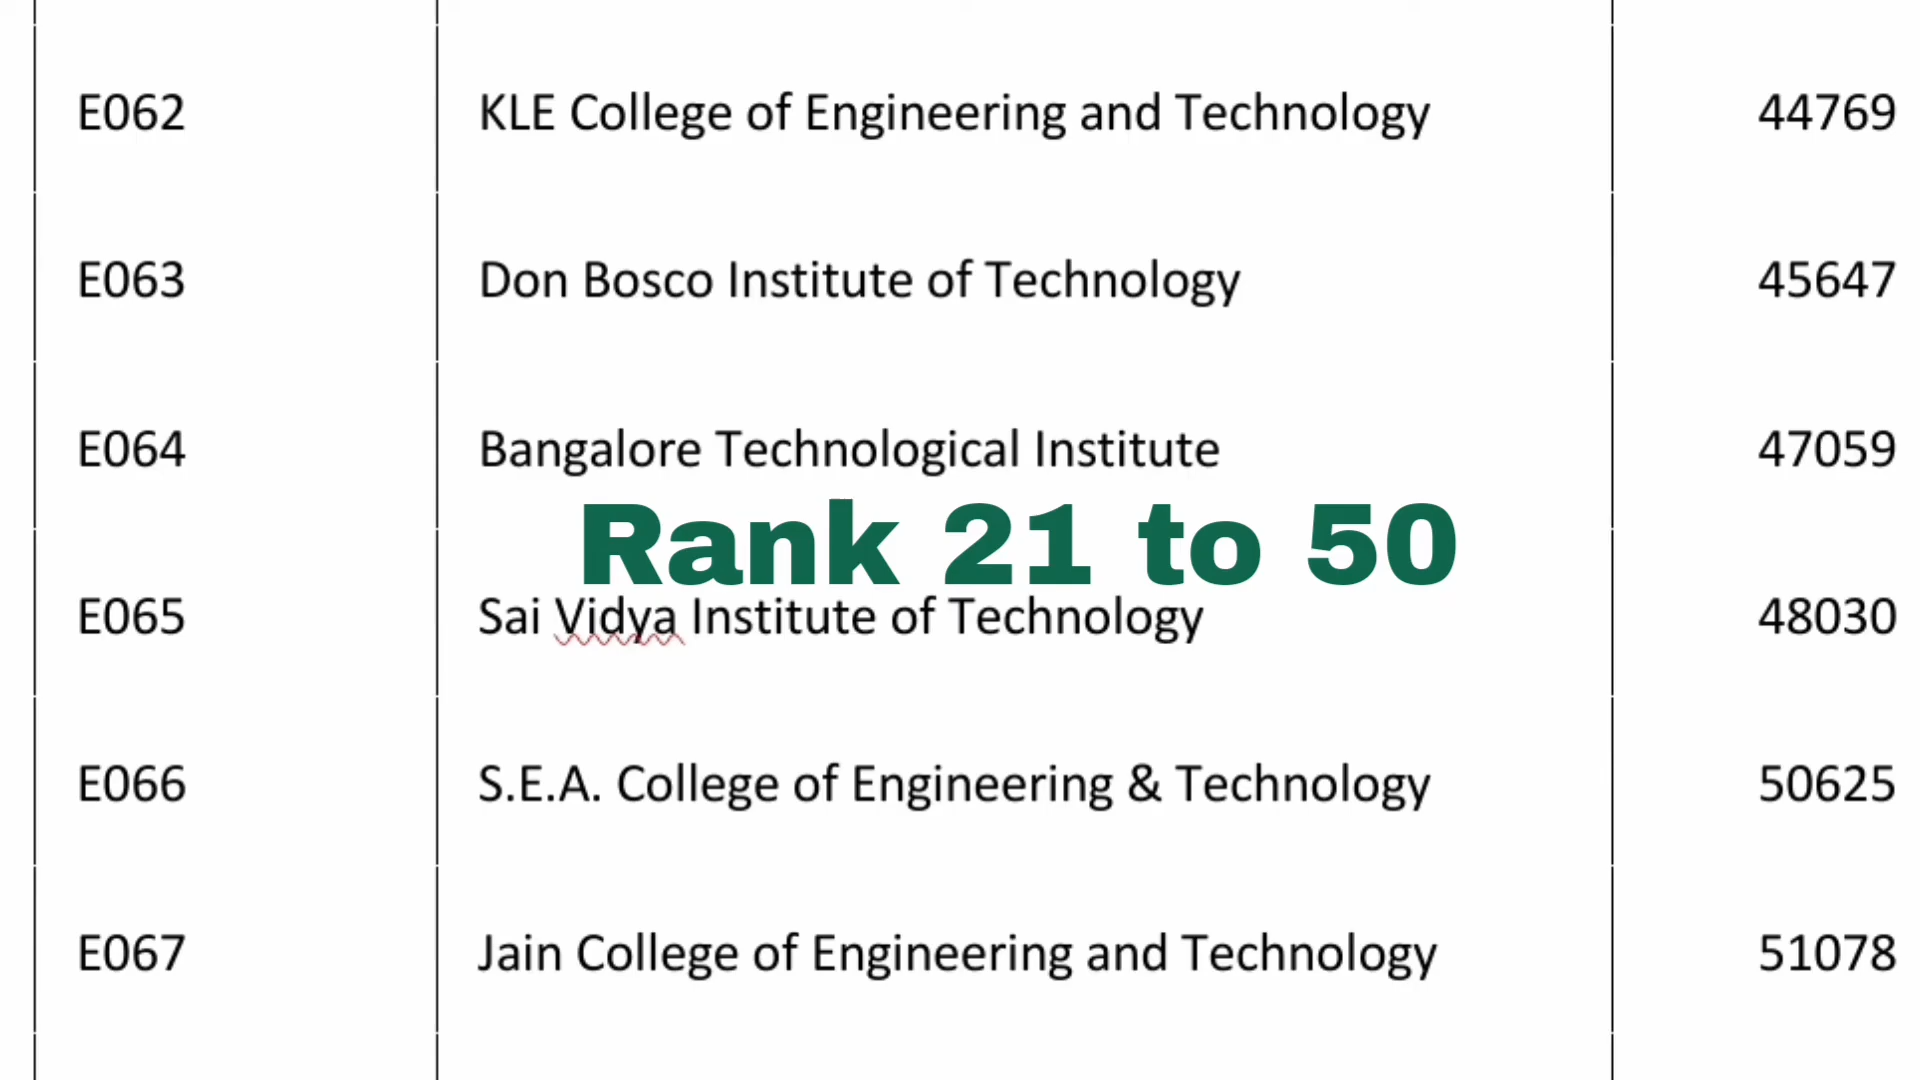 E062 KLE College of Engineering and Technology 44769
E063 Don Bosco Institute of Technology 45647
E064 Bangalore Technological Institute 47059
Rank 21 to 50
E065 Sai Vidya Institute of Technology 48030
E066 S.E.A. College of Engineering & Technology 50625
E067 Jain College of Engineering and Technology 51078